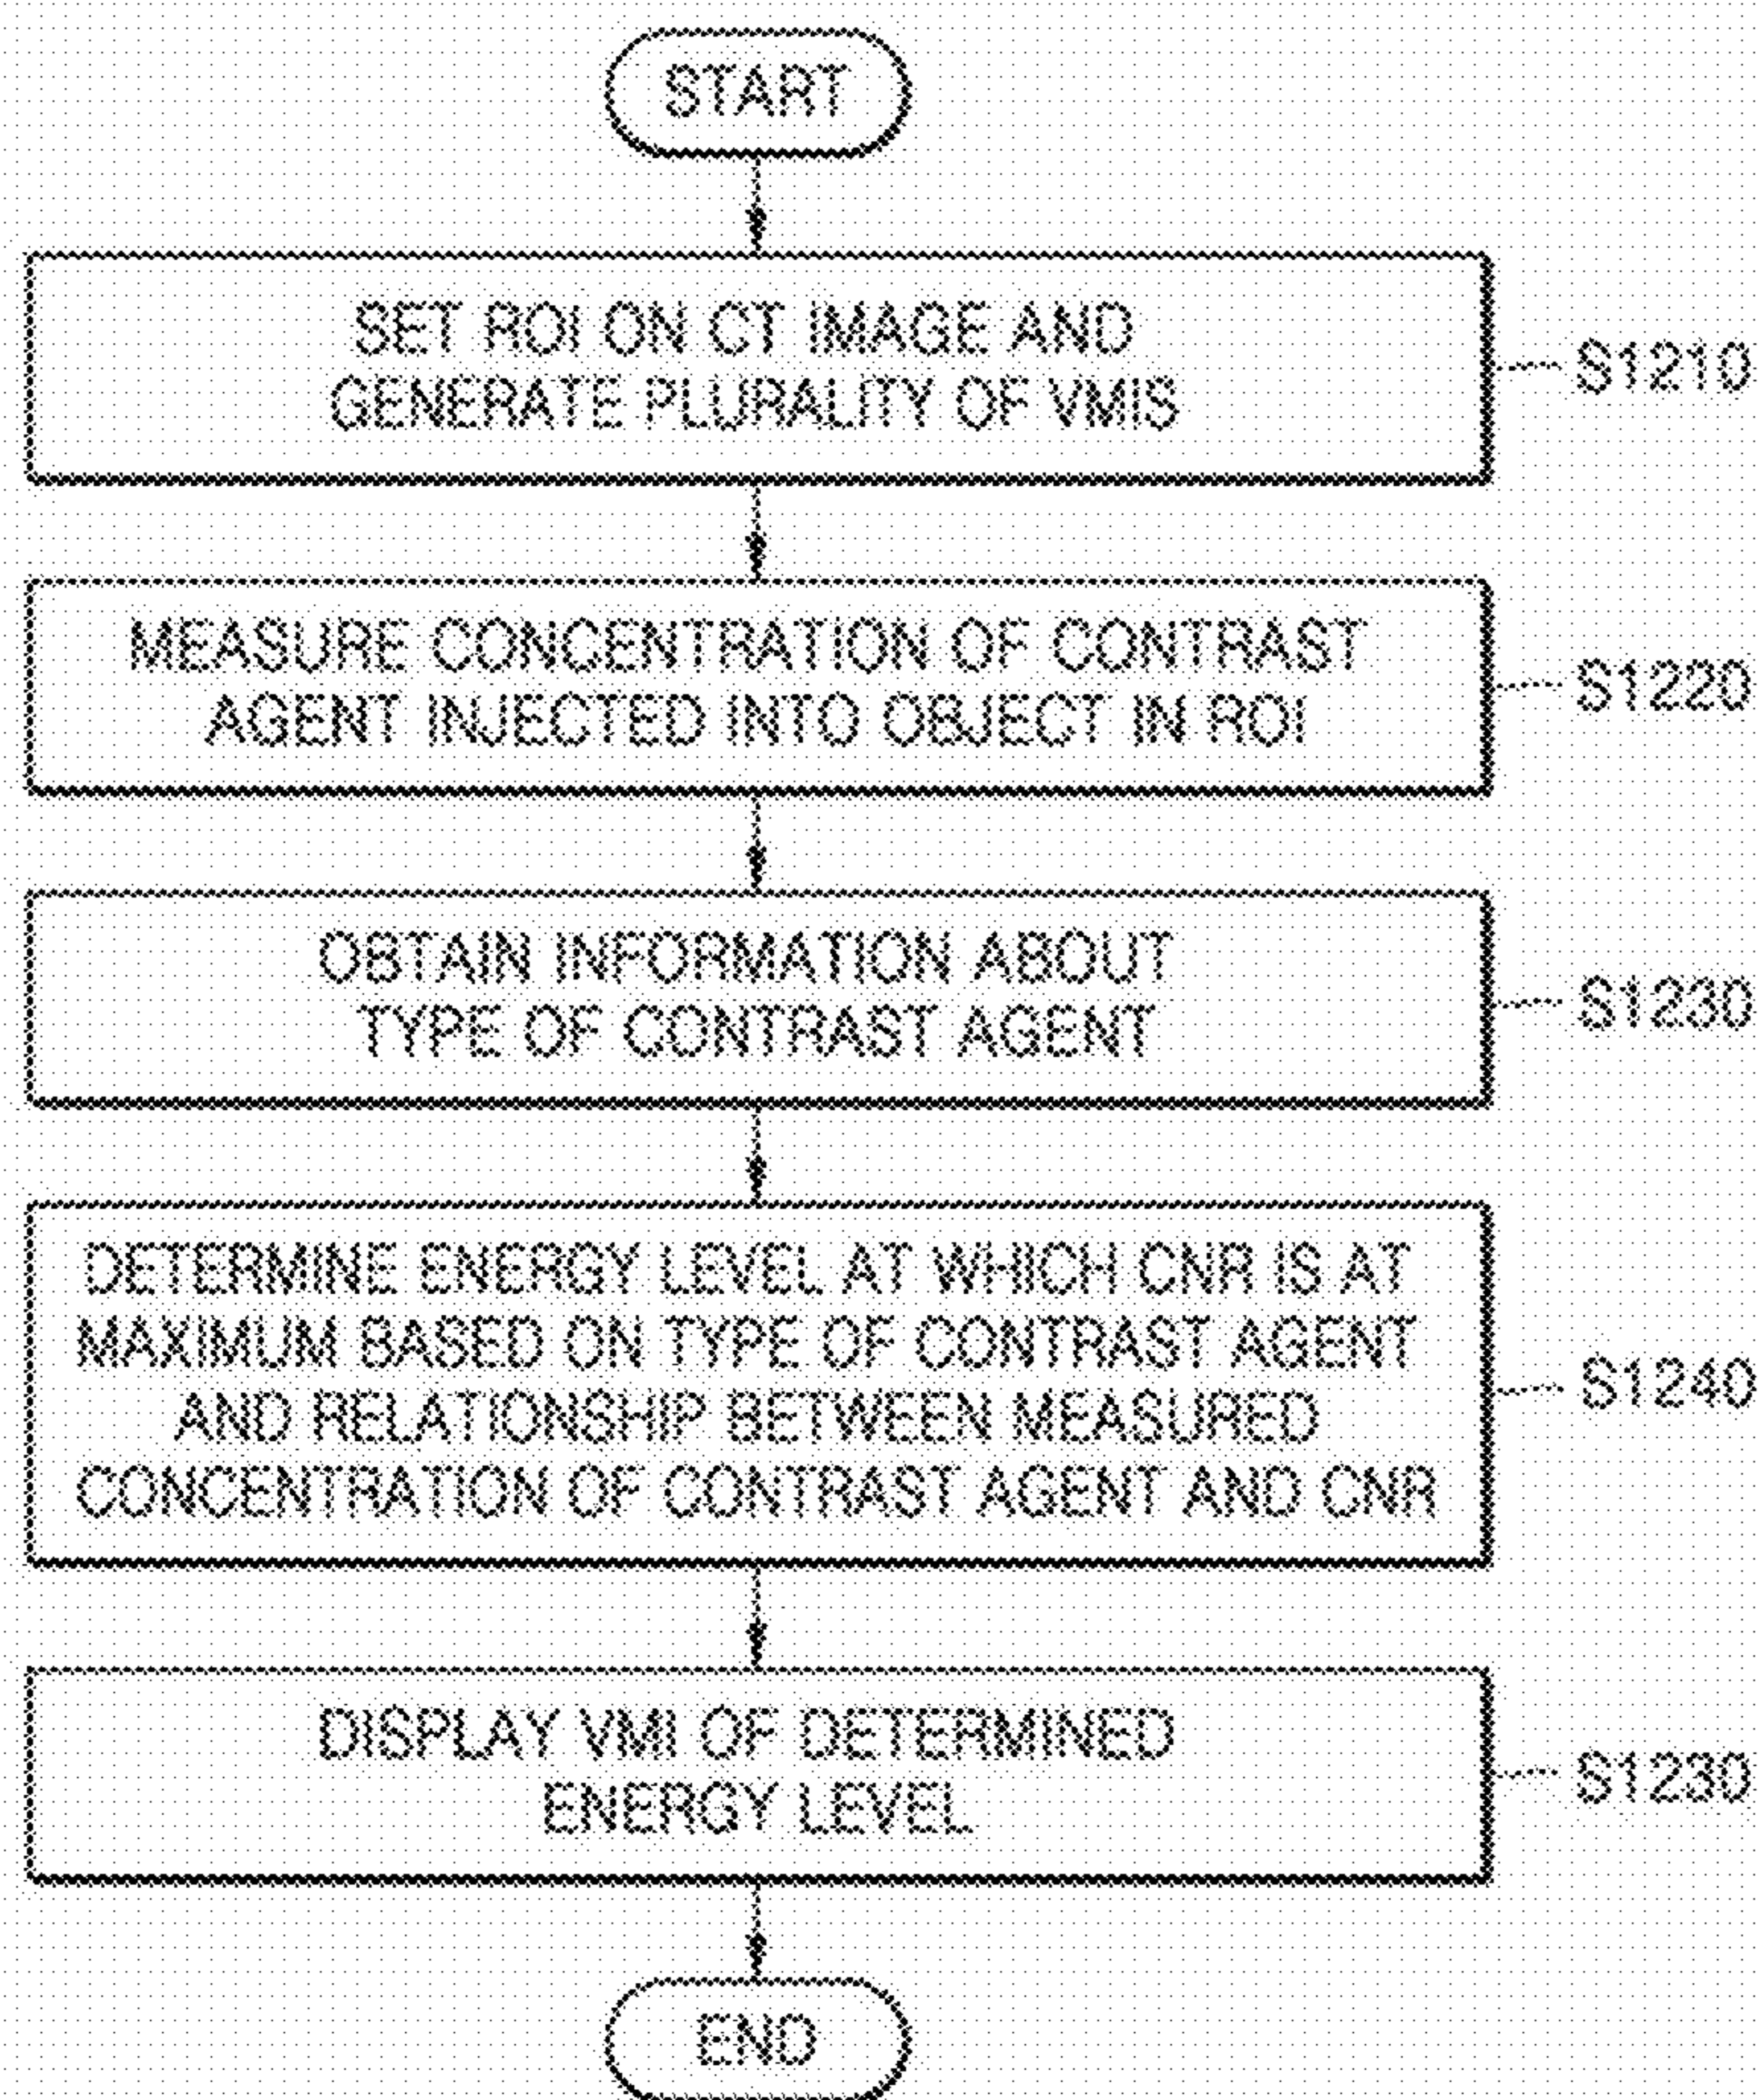 START
SET ROI ON CT IMAGE AND
GENERATE PLURALITY OF VMIS
S1210
MEASURE CONCENTRATION OF CONTRAST
AGENT INJECTED INTO OBJECT IN ROI
S1220
OBTAIN INFORMATION ABOUT
TYPE OF CONTRAST AGENT
S1230
DETERMINE ENERGY LEVEL AT WHICH CNR IS AT
MAXIMUM BASED ON TYPE OF CONTRAST AGENT
AND RELATIONSHIP BETWEEN MEASURED
CONCENTRATION OF CONTRAST AGENT AND CNR
S1240
DISPLAY VMI OF DETERMINED
ENERGY LEVEL
S1230
END